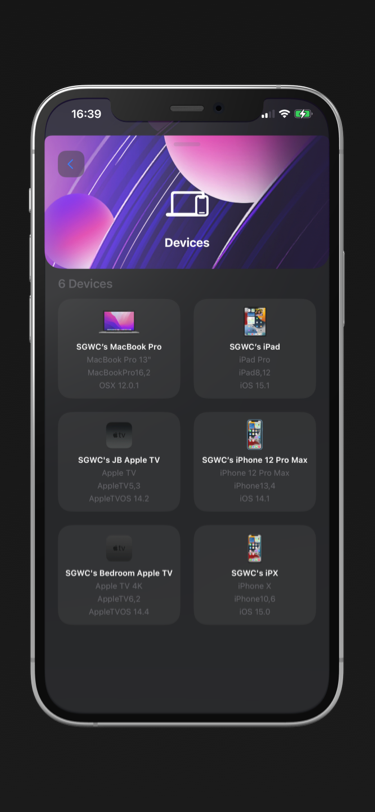 16:39
Devices
6 Devices
SGWC's MacBook Pro
MacBook Pro 13"
MacBookPro16,2
OSX 12.0.1
SGWC's iPad
iPad Pro
iPad8,12
iOS 15.1
SGWC's JB Apple TV
Apple TV
AppleTV5,3
AppleTVOS 14.2
SGWC's iPhone 12 Pro Max
iPhone 12 Pro Max
iPhone13,4
iOS 14.1
SGWC's Bedroom Apple TV
Apple TV 4K
AppleTV6,2
AppleTVOS 14.4
SGWC's iPX
iPhone X
iPhone10,6
iOS 15.0